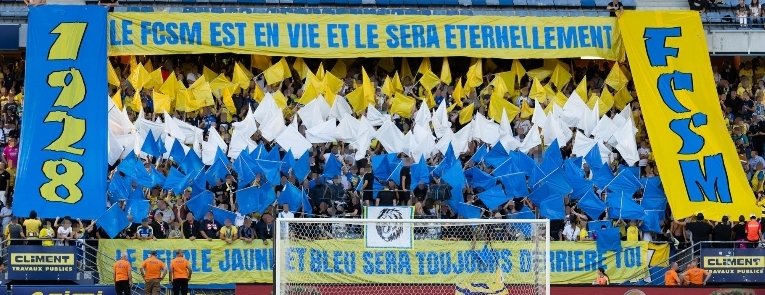 LE FCSM EST EN VIE ET LE SERA ETERNELLEMENT
1928
FCSM
LE PEUPLE JAUNE ET BLEU SERA TOUJOURS DERRIERE TOI
CLIMENT
TRAVAUX PUBLICS
CLIMENT
TRAVAUX PUBLICS